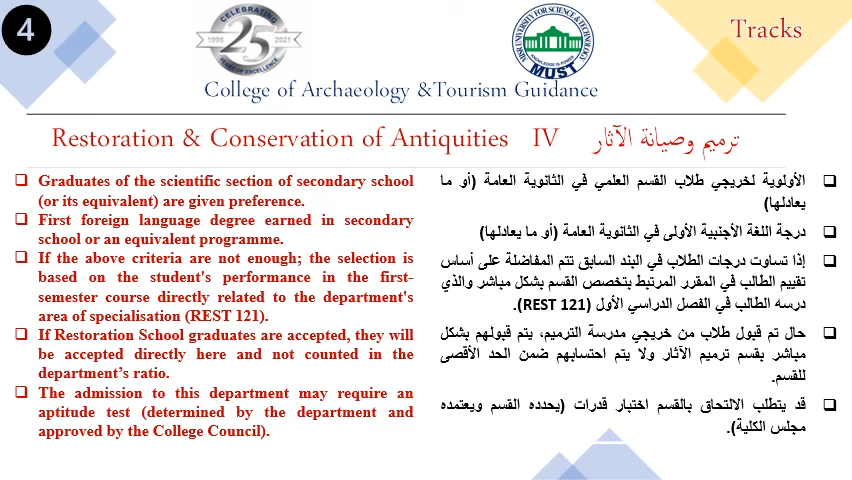 4
CELEBRATING
1996 25 2021
YEARS OF EXCELLENCE
MISR UNIVERSITY FOR SCIENCE & TECHNOLOGY
KNOWLEDGE IS POWER
MUST
Tracks
College of Archaeology &Tourism Guidance
Restoration & Conservation of Antiquities IV ترميم وصيانة الآثار
❑ Graduates of the scientific section of secondary school
(or its equivalent) are given preference.
❑ First foreign language degree earned in secondary
school or an equivalent programme.
❑ If the above criteria are not enough; the selection is
based on the student's performance in the first-
semester course directly related to the department's
area of specialisation (REST 121).
❑ If Restoration School graduates are accepted, they will
be accepted directly here and not counted in the
department’s ratio.
❑ The admission to this department may require an
aptitude test (determined by the department and
approved by the College Council).
❑ الأولوية لخريجي طلاب القسم العلمي في الثانوية العامة (أو ما
يعادلها)
❑ درجة اللغة الأجنبية الأولى في الثانوية العامة (أو ما يعادلها)
❑ إذا تساوت درجات الطلاب في البند السابق تتم المفاضلة على أساس
تقييم الطالب في المقرر المرتبط بتخصص القسم بشكل مباشر والذي
درسه الطالب في الفصل الدراسي الأول (REST 121).
❑ حال تم قبول طلاب من خريجي مدرسة الترميم، يتم قبولهم بشكل
مباشر بقسم ترميم الآثار ولا يتم احتسابهم ضمن الحد الأقصى
للقسم.
❑ قد يتطلب الالتحاق بالقسم اختبار قدرات (يحدده القسم ويعتمده
مجلس الكلية).